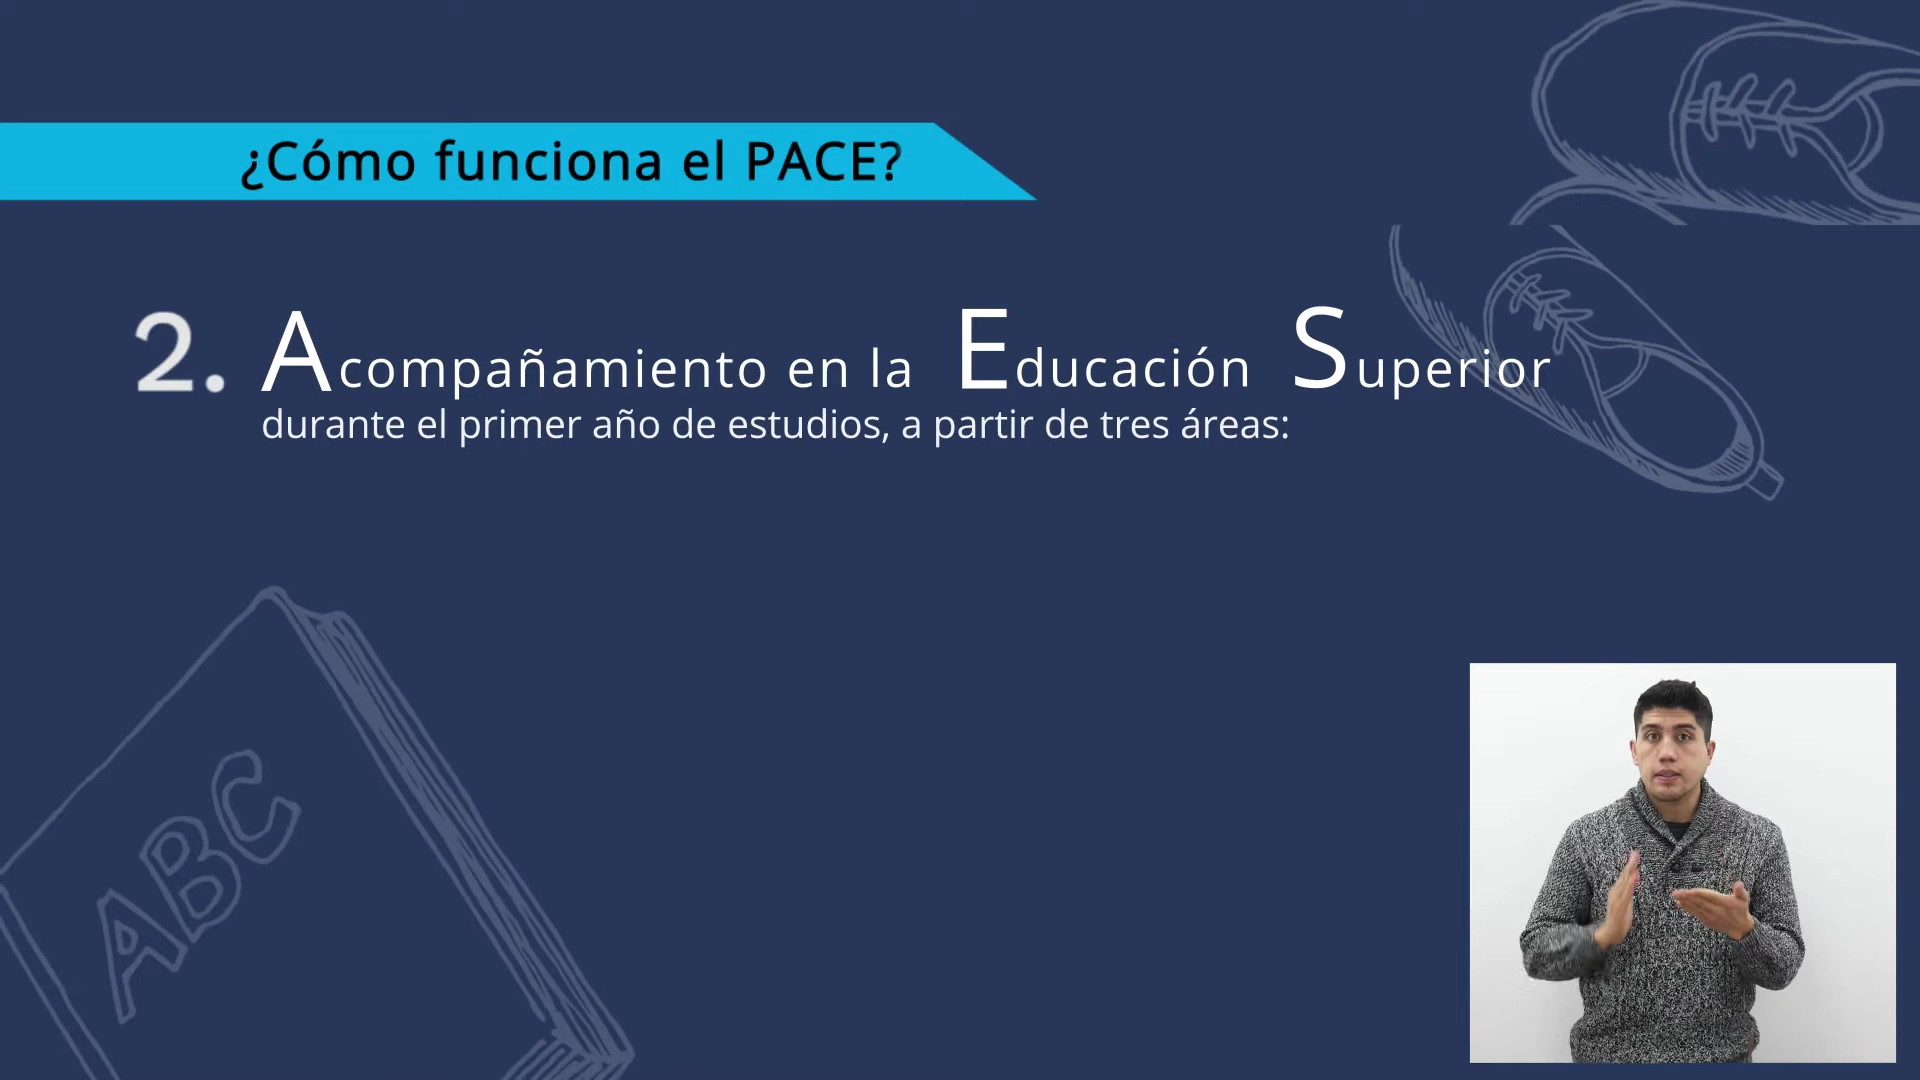 ¿Cómo funciona el PACE?
2. Acompañamiento en la Educación Superior
durante el primer año de estudios, a partir de tres áreas:
ABC